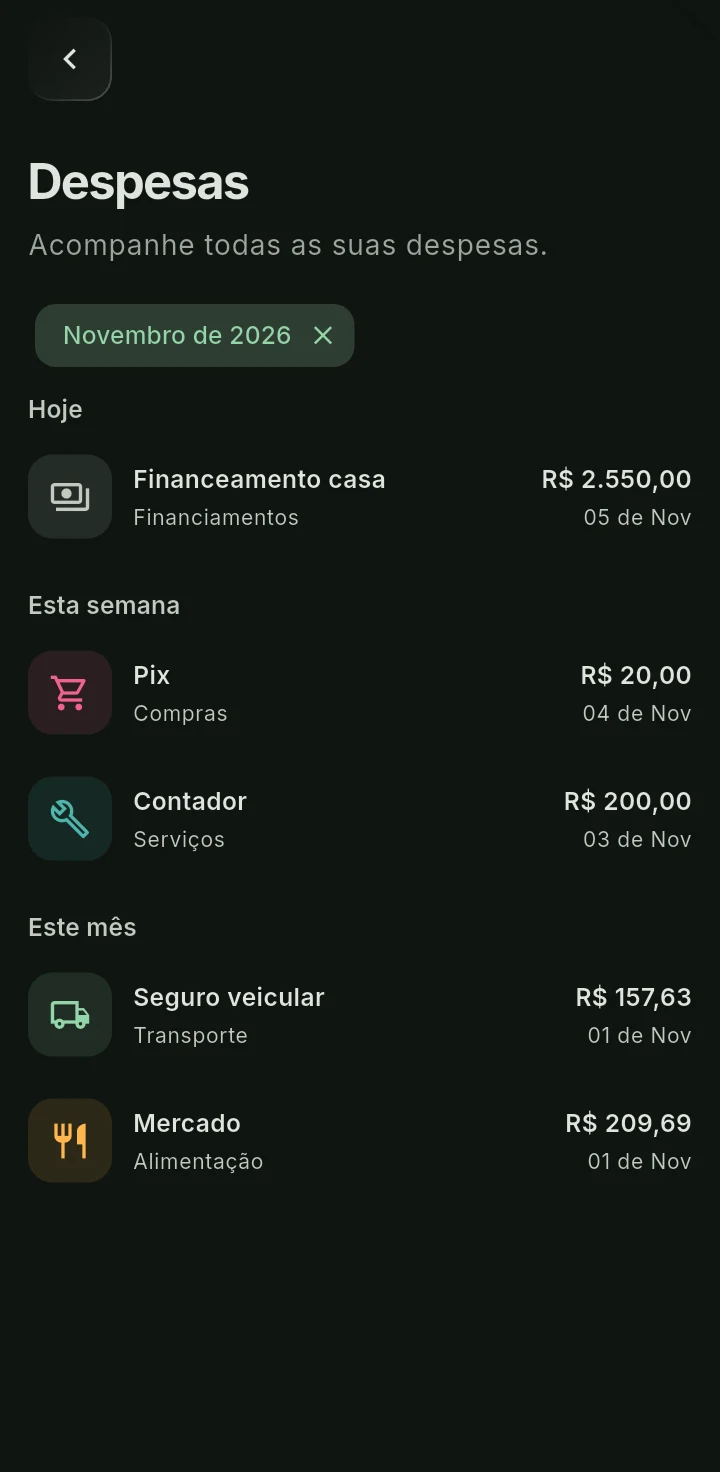 Despesas
Acompanhe todas as suas despesas.
Novembro de 2026
Hoje
Financeamento casa R$ 2.550,00
Financiamentos 05 de Nov
Esta semana
Pix R$ 20,00
Compras 04 de Nov
Contador R$ 200,00
Serviços 03 de Nov
Este mês
Seguro veicular R$ 157,63
Transporte 01 de Nov
Mercado R$ 209,69
Alimentação 01 de Nov